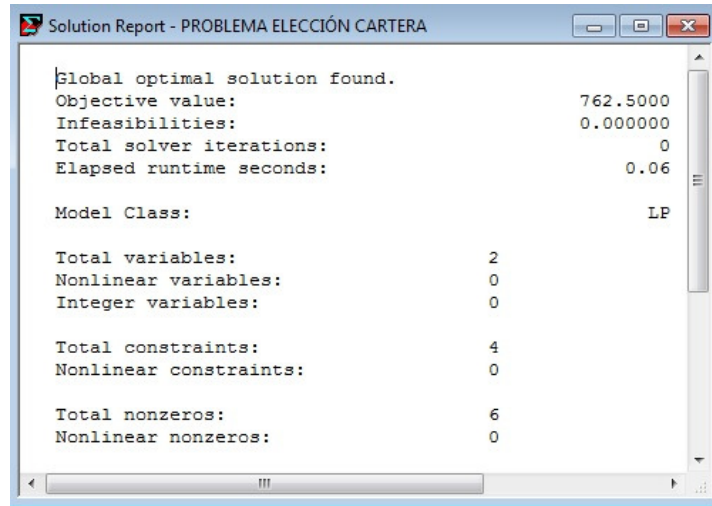 Solution Report - PROBLEMA ELECCIÓN CARTERA
Global optimal solution found.
Objective value: 762.5000
Infeasibilities: 0.000000
Total solver iterations: 0
Elapsed runtime seconds: 0.06
Model Class: LP
Total variables: 2
Nonlinear variables: 0
Integer variables: 0
Total constraints: 4
Nonlinear constraints: 0
Total nonzeros: 6
Nonlinear nonzeros: 0